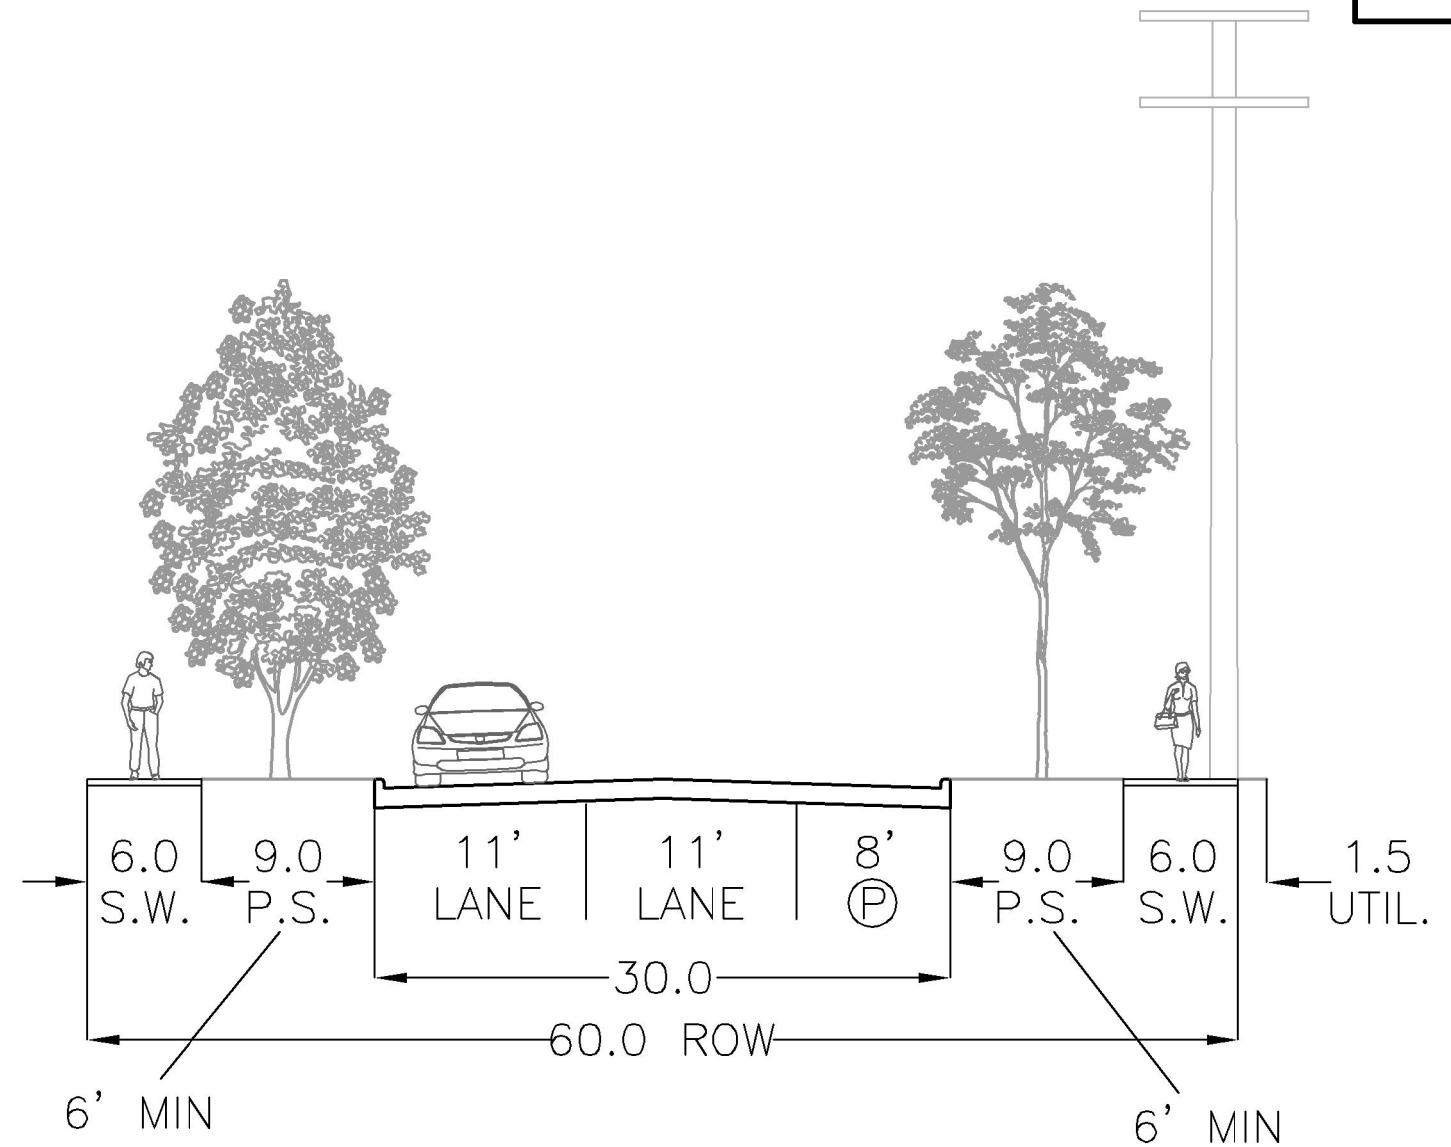 6.0 9.0 11' 11' 8' 9.0 6.0 1.5
S.W. P.S. LANE LANE P P.S. S.W. UTIL.
30.0
60.0 ROW
6' MIN 6' MIN